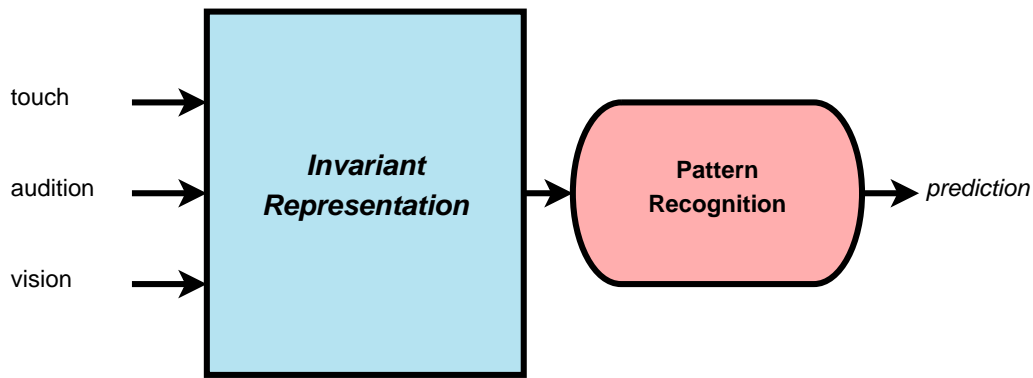 touch
audition
vision
Invariant
Representation
Pattern
Recognition
prediction